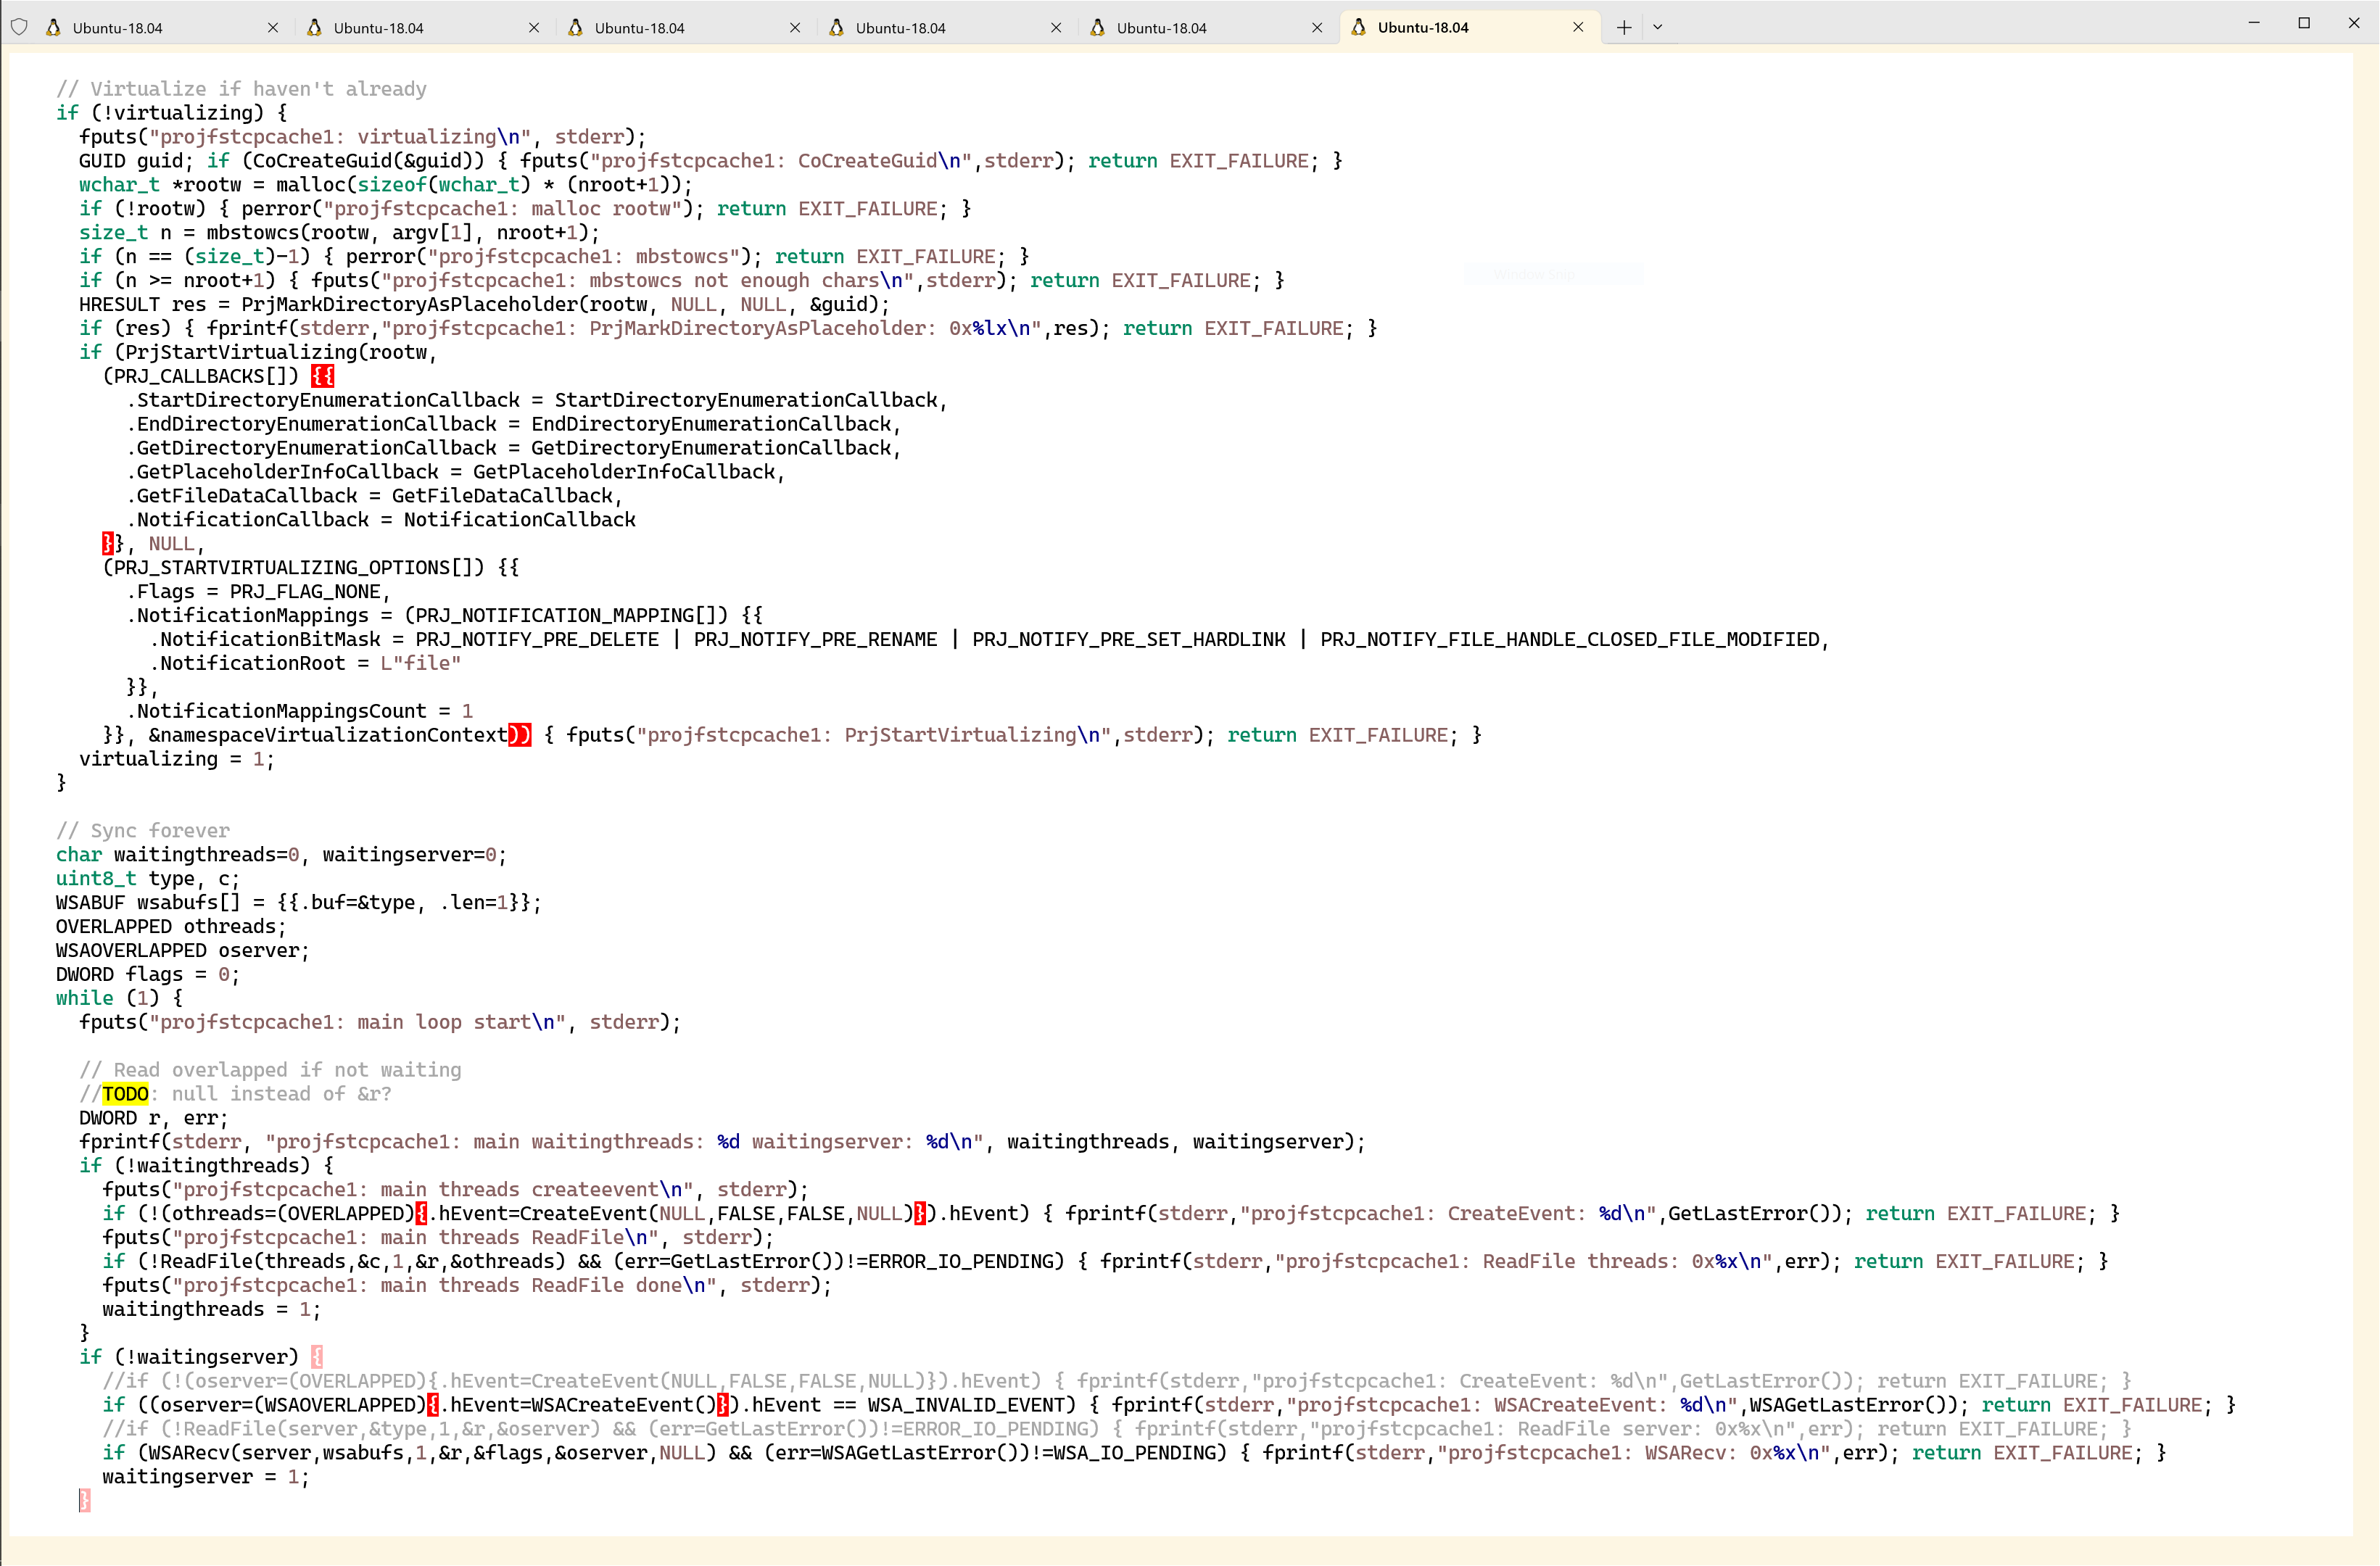 Ubuntu-18.04 Ubuntu-18.04 Ubuntu-18.04 Ubuntu-18.04 Ubuntu-18.04 Ubuntu-18.04
// Virtualize if haven't already
if (!virtualizing) {
  fputs("projfstcpcache1: virtualizing\n", stderr);
  GUID guid; if (CoCreateGuid(&guid)) { fputs("projfstcpcache1: CoCreateGuid\n",stderr); return EXIT_FAILURE; }
  wchar_t *rootw = malloc(sizeof(wchar_t) * (nroot+1));
  if (!rootw) { perror("projfstcpcache1: malloc rootw"); return EXIT_FAILURE; }
  size_t n = mbstowcs(rootw, argv[1], nroot+1);
  if (n == (size_t)-1) { perror("projfstcpcache1: mbstowcs"); return EXIT_FAILURE; }
  if (n >= nroot+1) { fputs("projfstcpcache1: mbstowcs not enough chars\n",stderr); return EXIT_FAILURE; }
Window Snip
  HRESULT res = PrjMarkDirectoryAsPlaceholder(rootw, NULL, NULL, &guid);
  if (res) { fprintf(stderr,"projfstcpcache1: PrjMarkDirectoryAsPlaceholder: 0x%lx\n",res); return EXIT_FAILURE; }
  if (PrjStartVirtualizing(rootw,
    (PRJ_CALLBACKS[]) {{
      .StartDirectoryEnumerationCallback = StartDirectoryEnumerationCallback,
      .EndDirectoryEnumerationCallback = EndDirectoryEnumerationCallback,
      .GetDirectoryEnumerationCallback = GetDirectoryEnumerationCallback,
      .GetPlaceholderInfoCallback = GetPlaceholderInfoCallback,
      .GetFileDataCallback = GetFileDataCallback,
      .NotificationCallback = NotificationCallback
    }}, NULL,
    (PRJ_STARTVIRTUALIZING_OPTIONS[]) {{
      .Flags = PRJ_FLAG_NONE,
      .NotificationMappings = (PRJ_NOTIFICATION_MAPPING[]) {{
        .NotificationBitMask = PRJ_NOTIFY_PRE_DELETE | PRJ_NOTIFY_PRE_RENAME | PRJ_NOTIFY_PRE_SET_HARDLINK | PRJ_NOTIFY_FILE_HANDLE_CLOSED_FILE_MODIFIED,
        .NotificationRoot = L"file"
      }},
      .NotificationMappingsCount = 1
    }}, &namespaceVirtualizationContext)) { fputs("projfstcpcache1: PrjStartVirtualizing\n",stderr); return EXIT_FAILURE; }
  virtualizing = 1;
}
// Sync forever
char waitingthreads=0, waitingserver=0;
uint8_t type, c;
WSABUF wsabufs[] = {{.buf=&type, .len=1}};
OVERLAPPED othreads;
WSAOVERLAPPED oserver;
DWORD flags = 0;
while (1) {
  fputs("projfstcpcache1: main loop start\n", stderr);
  // Read overlapped if not waiting
  //TODO: null instead of &r?
  DWORD r, err;
  fprintf(stderr, "projfstcpcache1: main waitingthreads: %d waitingserver: %d\n", waitingthreads, waitingserver);
  if (!waitingthreads) {
    fputs("projfstcpcache1: main threads createevent\n", stderr);
    if (!(othreads=(OVERLAPPED){.hEvent=CreateEvent(NULL,FALSE,FALSE,NULL)}).hEvent) { fprintf(stderr,"projfstcpcache1: CreateEvent: %d\n",GetLastError()); return EXIT_FAILURE; }
    fputs("projfstcpcache1: main threads ReadFile\n", stderr);
    if (!ReadFile(threads,&c,1,&r,&othreads) && (err=GetLastError())!=ERROR_IO_PENDING) { fprintf(stderr,"projfstcpcache1: ReadFile threads: 0x%x\n",err); return EXIT_FAILURE; }
    fputs("projfstcpcache1: main threads ReadFile done\n", stderr);
    waitingthreads = 1;
  }
  if (!waitingserver) {
    //if (!(oserver=(OVERLAPPED){.hEvent=CreateEvent(NULL,FALSE,FALSE,NULL)}).hEvent) { fprintf(stderr,"projfstcpcache1: CreateEvent: %d\n",GetLastError()); return EXIT_FAILURE; }
    if ((oserver=(WSAOVERLAPPED){.hEvent=WSACreateEvent()}).hEvent == WSA_INVALID_EVENT) { fprintf(stderr,"projfstcpcache1: WSACreateEvent: %d\n",WSAGetLastError()); return EXIT_FAILURE; }
    //if (!ReadFile(server,&type,1,&r,&oserver) && (err=GetLastError())!=ERROR_IO_PENDING) { fprintf(stderr,"projfstcpcache1: ReadFile server: 0x%x\n",err); return EXIT_FAILURE; }
    if (WSARecv(server,wsabufs,1,&r,&flags,&oserver,NULL) && (err=WSAGetLastError())!=WSA_IO_PENDING) { fprintf(stderr,"projfstcpcache1: WSARecv: 0x%x\n",err); return EXIT_FAILURE; }
    waitingserver = 1;
  }